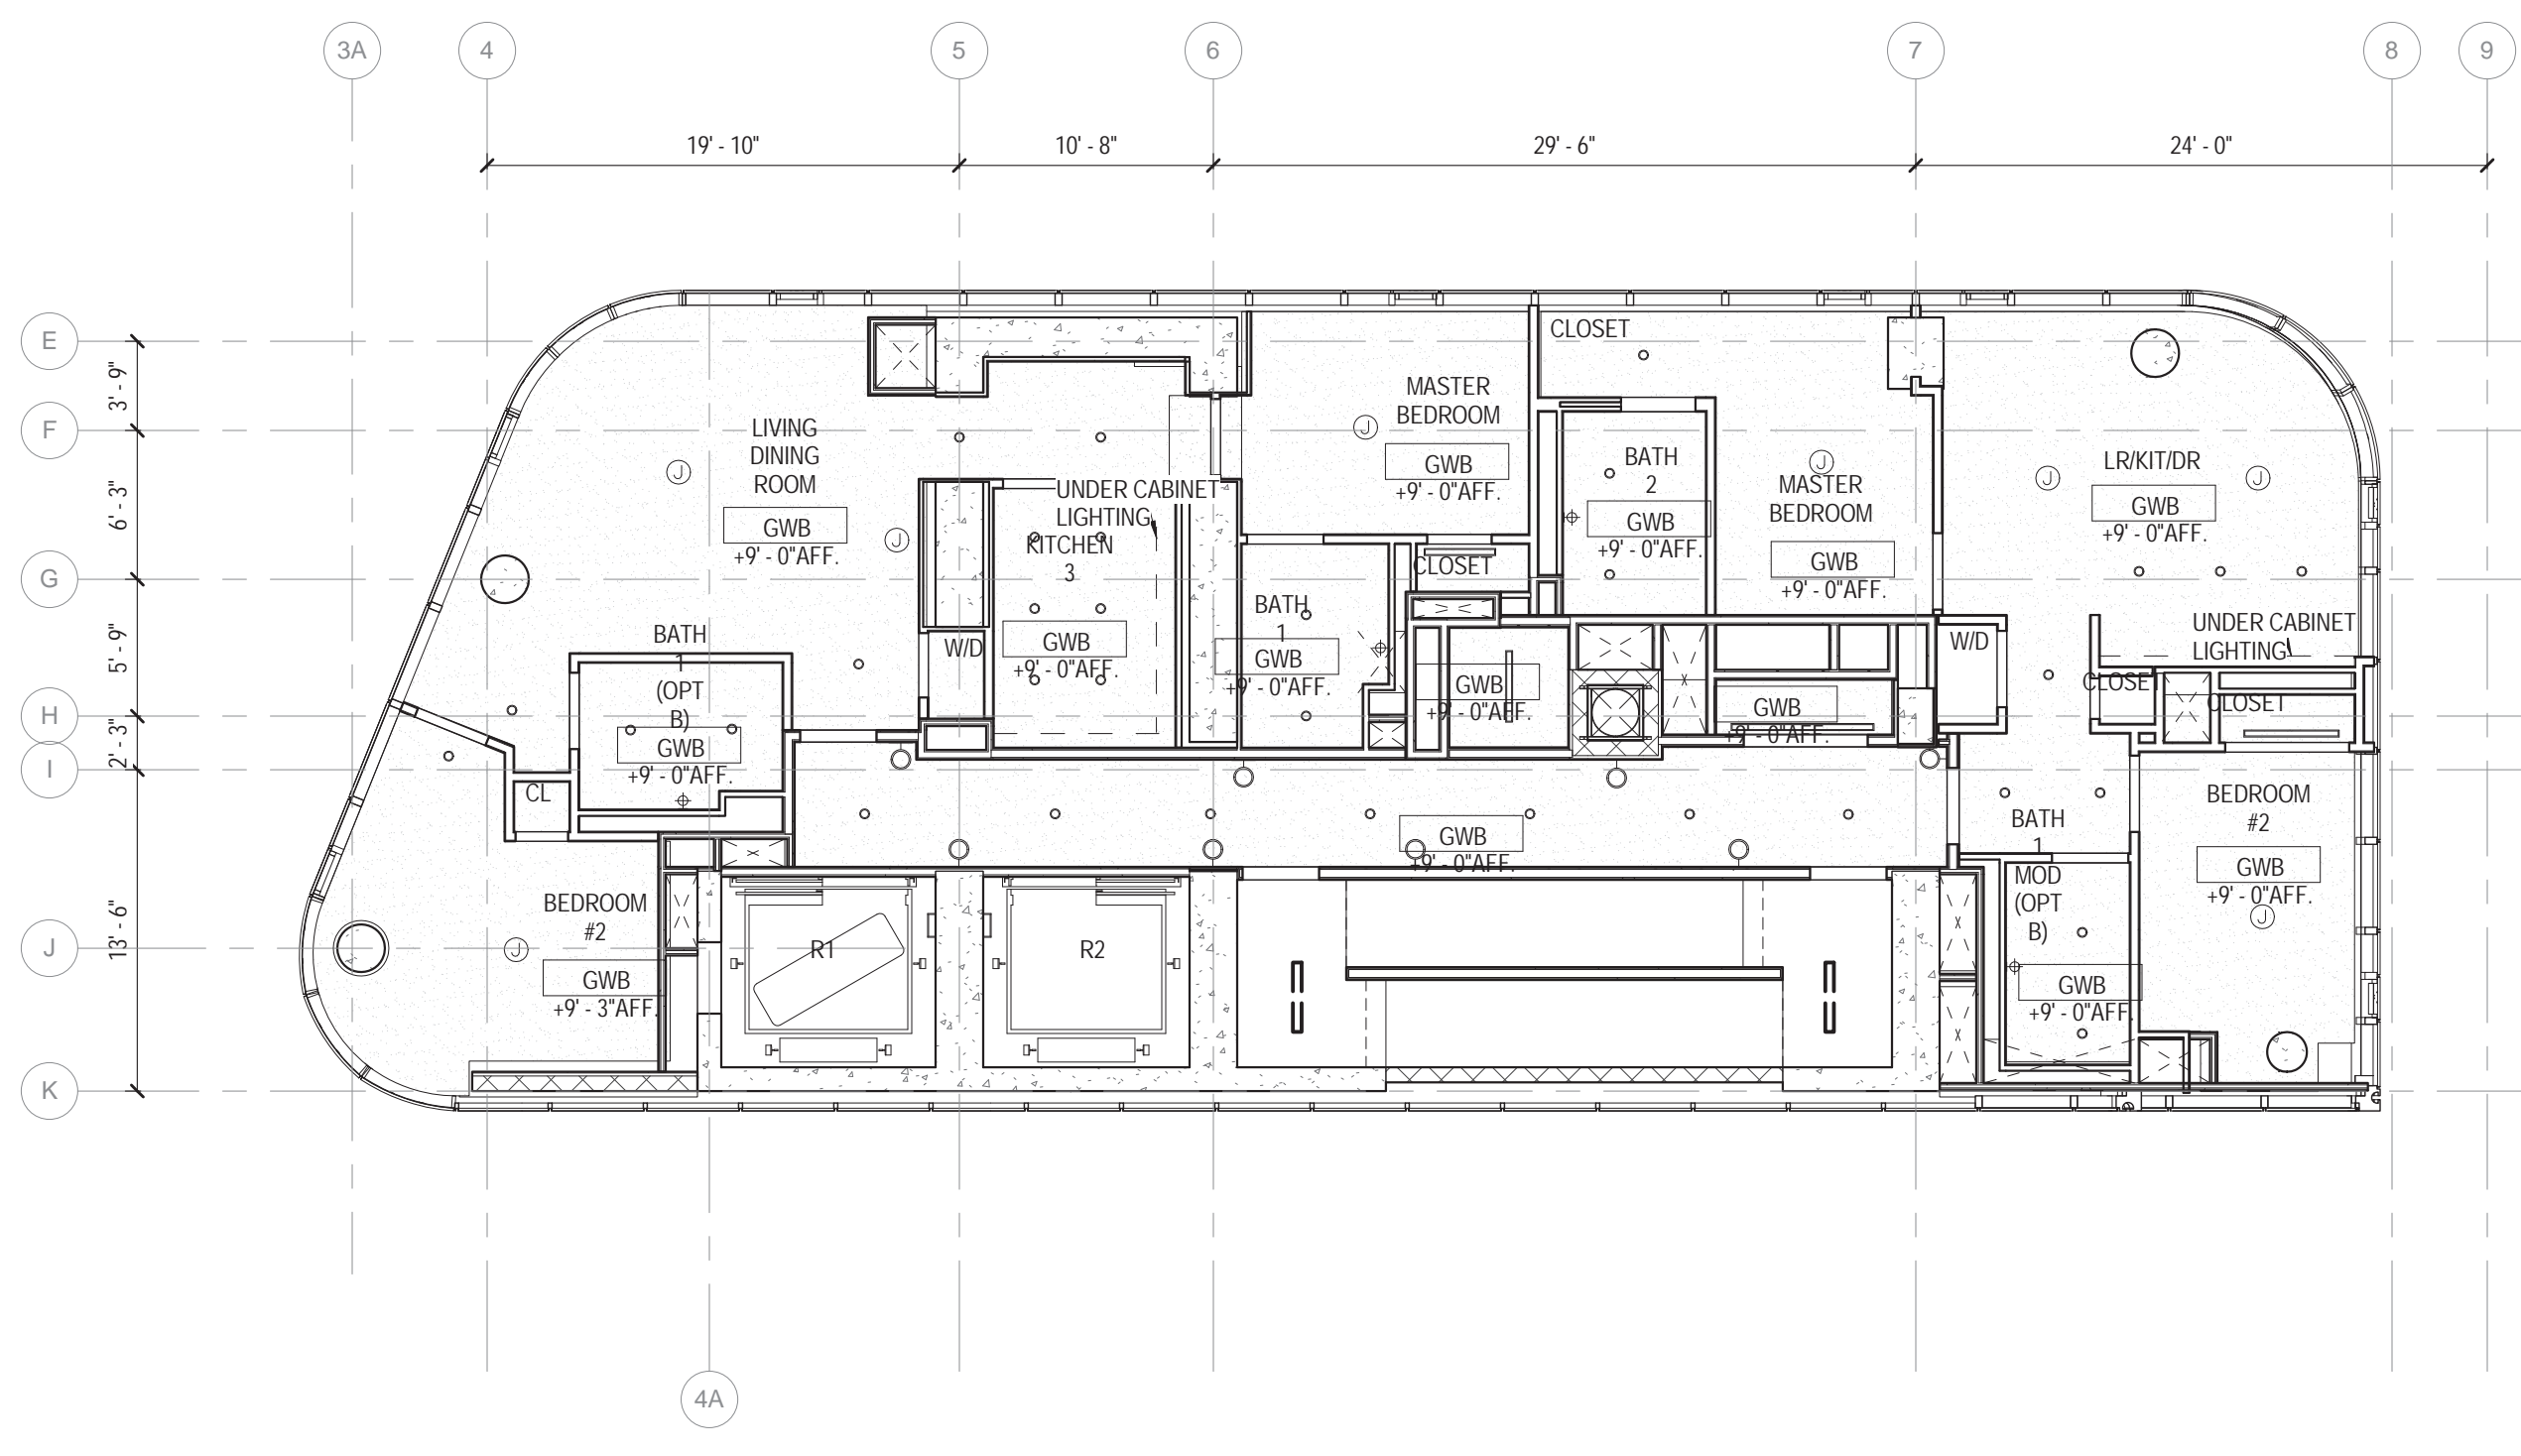 3A
4
5
6
7
8
9
19' - 10"
10' - 8"
29' - 6"
24' - 0"
E
F
G
H
I
J
K
3' - 9"
6' - 3"
5' - 9"
2' - 3"
13' - 6"
LIVING
DINING
ROOM
GWB
+9' - 0"AFF.
MASTER
BEDROOM
GWB
+9' - 0"AFF.
CLOSET
BATH
2
GWB
+9' - 0"AFF.
MASTER
BEDROOM
GWB
+9' - 0"AFF.
LR/KIT/DR
GWB
+9' - 0"AFF.
J
J
J
J
J
J
UNDER CABINET
LIGHTING
KITCHEN
3
GWB
+9' - 0"AFF.
W/D
CLOSET
BATH
1
GWB
+9' - 0"AFF.
GWB
+9' - 0"AFF.
GWB
+9' - 0"AFF.
W/D
UNDER CABINET
LIGHTING
CLOSET
CLOSET
BATH
1
(OPT
B)
GWB
+9' - 0"AFF.
CL
GWB
+9' - 0"AFF.
BATH
1
MOD
(OPT
B)
GWB
+9' - 0"AFF.
BEDROOM
#2
GWB
+9' - 0"AFF.
J
BEDROOM
#2
J
GWB
+9' - 3"AFF.
R1
R2
4A